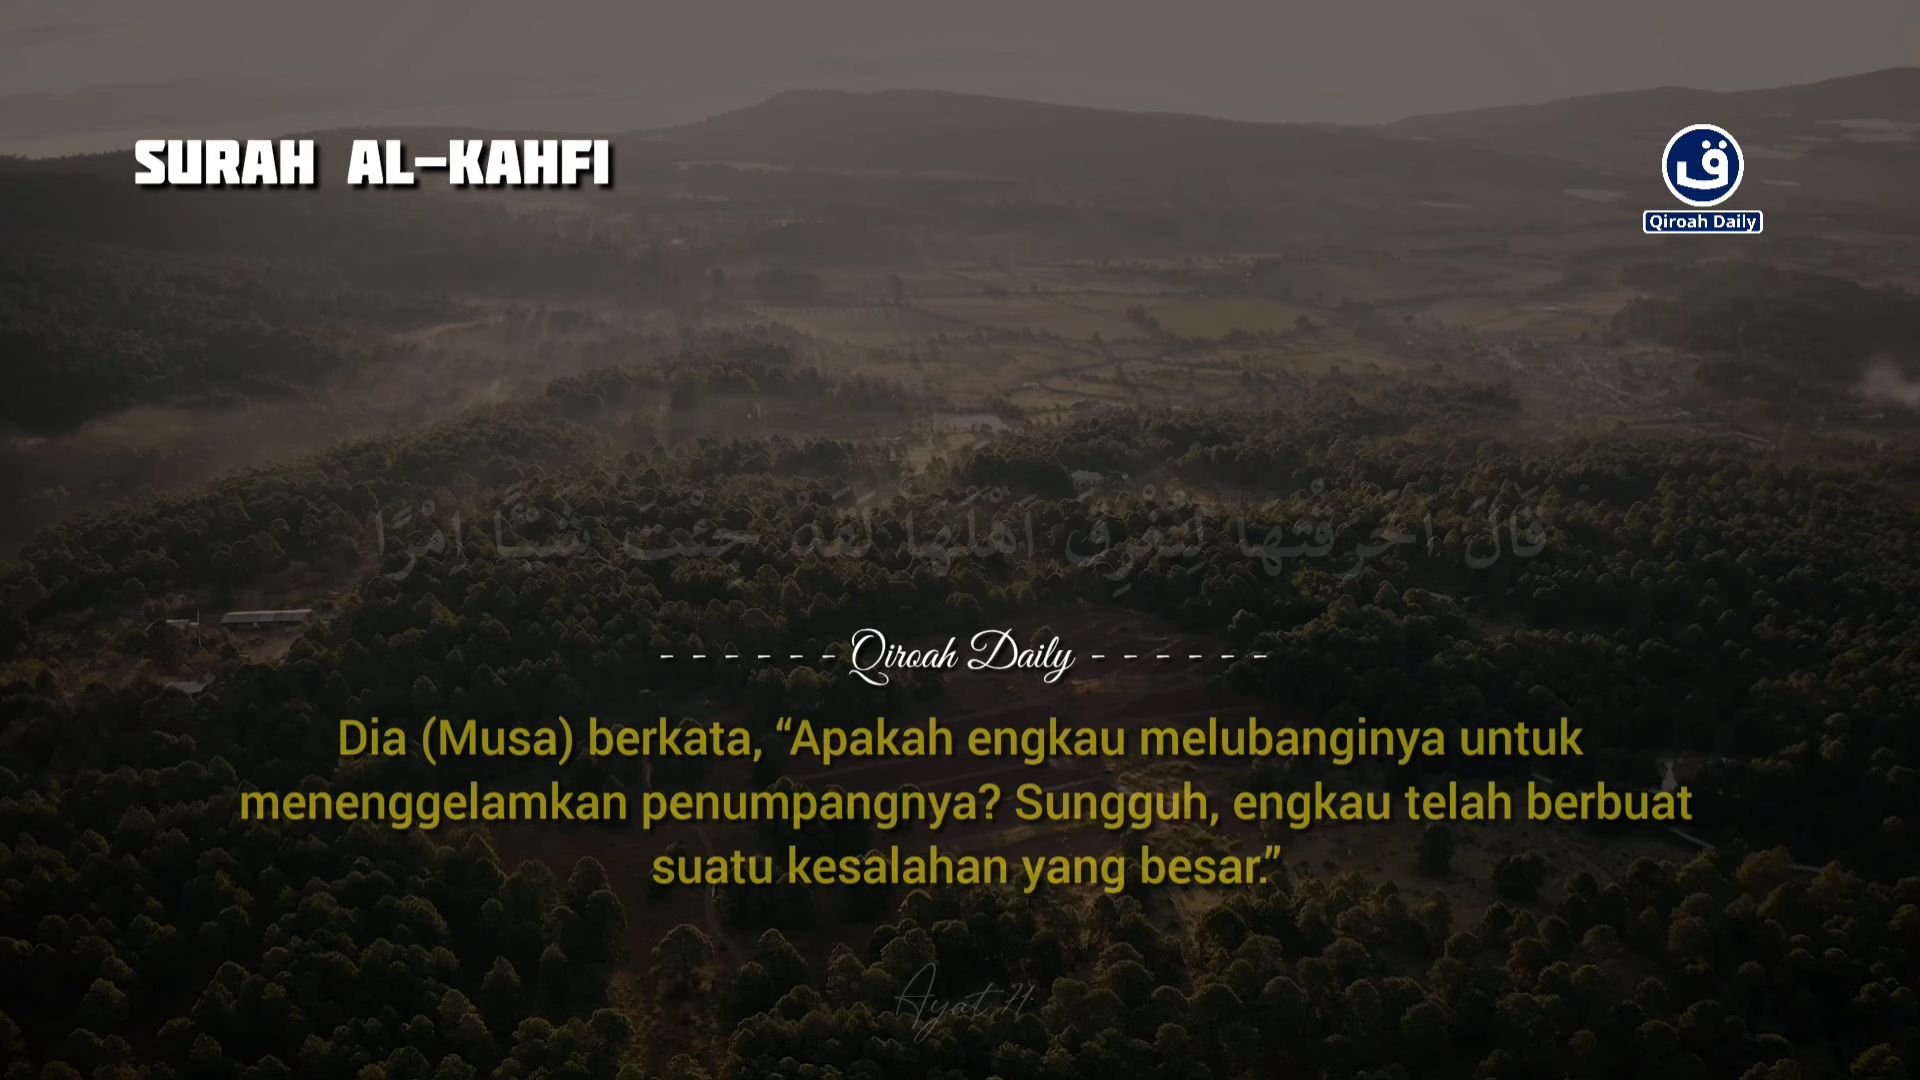 SURAH AL-KAHFI
ق
Qiroah Daily
قَالَ اَخَرَقْتَهَا لِتُغْرِقَ اَهْلَهَاۚ لَقَدْ جِئْتَ شَيْـًٔا اِمْرًا
- - - - - - Qiroah Daily - - - - - -
Dia (Musa) berkata, “Apakah engkau melubanginya untuk
menenggelamkan penumpangnya? Sungguh, engkau telah berbuat
suatu kesalahan yang besar.”
Ayat 71